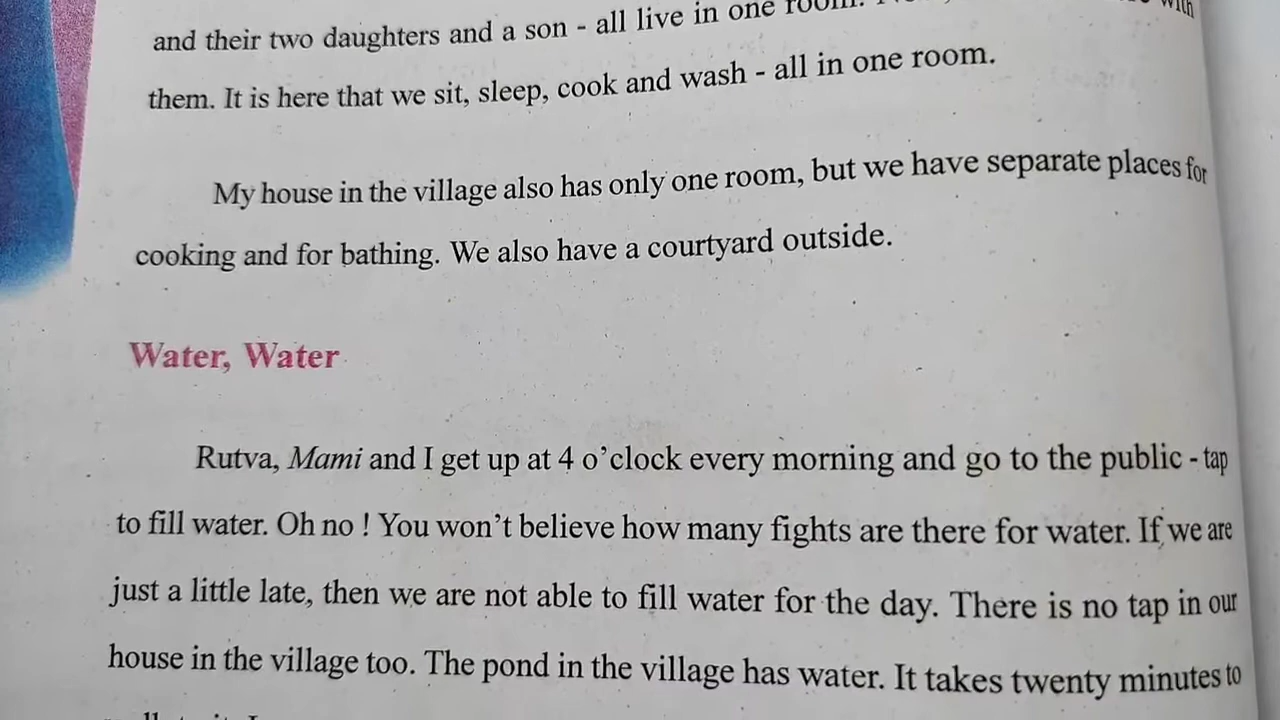 and their two daughters and a son - all live in one room. with
them. It is here that we sit, sleep, cook and wash - all in one room.
My house in the village also has only one room, but we have separate places for
cooking and for bathing. We also have a courtyard outside.
Water, Water
Rutva, Mami and I get up at 4 o’clock every morning and go to the public - tap
to fill water. Oh no ! You won’t believe how many fights are there for water. If we are
just a little late, then we are not able to fill water for the day. There is no tap in our
house in the village too. The pond in the village has water. It takes twenty minutes to